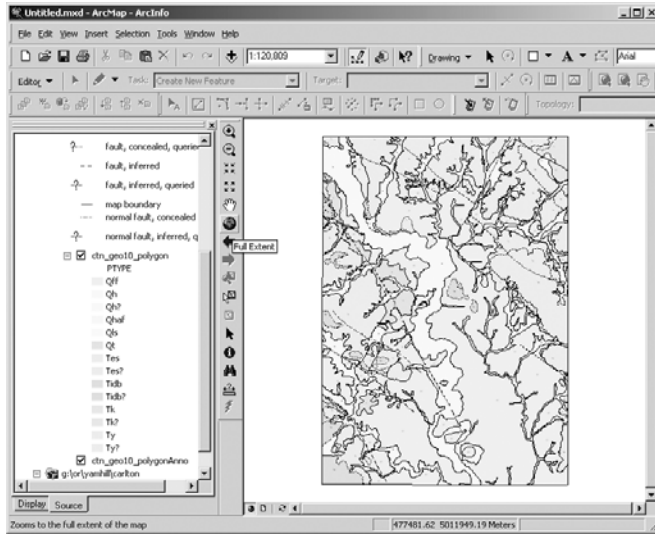 Untitled.mxd - ArcMap - ArcInfo
File Edit View Insert Selection Tools Window Help
1:120,809
Drawing
A
Arial
Editor
Task: Create New Feature
Target:
Topology:
fault, concealed, querie
fault, inferred
fault, inferred, queried
map boundary
normal fault, concealed
normal fault, inferred, q
ctn_geo10_polygon
PTYPE
Qff
Qh
Qh?
Qhaf
Qls
Qt
Tes
Tes?
Tidb
Tidb?
Tk
Tk?
Ty
Ty?
ctn_geo10_polygonAnno
g:\or\yamhill\carlton
Full Extent
Display Source
Zooms to the full extent of the map
477481.62 5011949.19 Meters